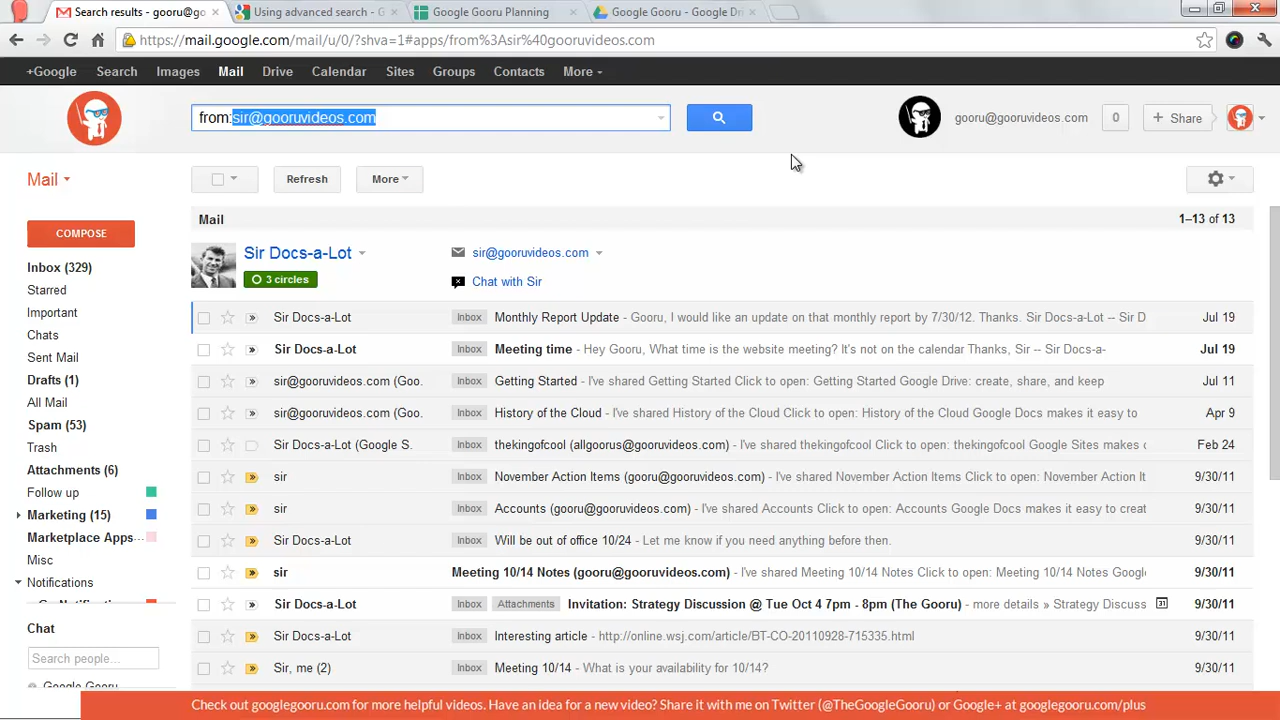 Search results - gooru@go
Using advanced search - G
Google Gooru Planning
Google Gooru - Google Dri
https://mail.google.com/mail/u/0/?shva=1#apps/from%3Asir%40gooruvideos.com
+Google Search Images Mail Drive Calendar Sites Groups Contacts More
from:sir@gooruvideos.com
gooru@gooruvideos.com 0 + Share
Mail
Refresh More
COMPOSE
Inbox (329)
Starred
Important
Chats
Sent Mail
Drafts (1)
All Mail
Spam (53)
Trash
Attachments (6)
Follow up
Marketing (15)
Marketplace Apps...
Misc
Notifications
Chat
Search people...
Google Gooru
Mail 1–13 of 13
Sir Docs-a-Lot sir@gooruvideos.com
3 circles Chat with Sir
Sir Docs-a-Lot Inbox Monthly Report Update - Gooru, I would like an update on that monthly report by 7/30/12. Thanks. Sir Docs-a-Lot -- Sir D Jul 19
Sir Docs-a-Lot Inbox Meeting time - Hey Gooru, What time is the website meeting? It's not on the calendar Thanks, Sir -- Sir Docs-a- Jul 19
sir@gooruvideos.com (Goo. Inbox Getting Started - I've shared Getting Started Click to open: Getting Started Google Drive: create, share, and keep Jul 11
sir@gooruvideos.com (Goo. Inbox History of the Cloud - I've shared History of the Cloud Click to open: History of the Cloud Google Docs makes it easy to Apr 9
Sir Docs-a-Lot (Google S. Inbox thekingofcool (allgoorus@gooruvideos.com) - I've shared thekingofcool Click to open: thekingofcool Google Sites makes c Feb 24
sir Inbox November Action Items (gooru@gooruvideos.com) - I've shared November Action Items Click to open: November Action Items Google Docs makes it 9/30/11
sir Inbox Accounts (gooru@gooruvideos.com) - I've shared Accounts Click to open: Accounts Google Docs makes it easy to creat 9/30/11
Sir Docs-a-Lot Inbox Will be out of office 10/24 - Let me know if you need anything before then. 9/30/11
sir Meeting 10/14 Notes (gooru@gooruvideos.com) - I've shared Meeting 10/14 Notes Click to open: Meeting 10/14 Notes Google 9/30/11
Sir Docs-a-Lot Inbox Attachments Invitation: Strategy Discussion @ Tue Oct 4 7pm - 8pm (The Gooru) - more details » Strategy Discuss 31 9/30/11
Sir Docs-a-Lot Inbox Interesting article - http://online.wsj.com/article/BT-CO-20110928-715335.html 9/30/11
Sir, me (2) Inbox Meeting 10/14 - What is your availability for 10/14? 9/30/11
Check out googlegooru.com for more helpful videos. Have an idea for a new video? Share it with me on Twitter (@TheGoogleGooru) or Google+ at googlegooru.com/plus